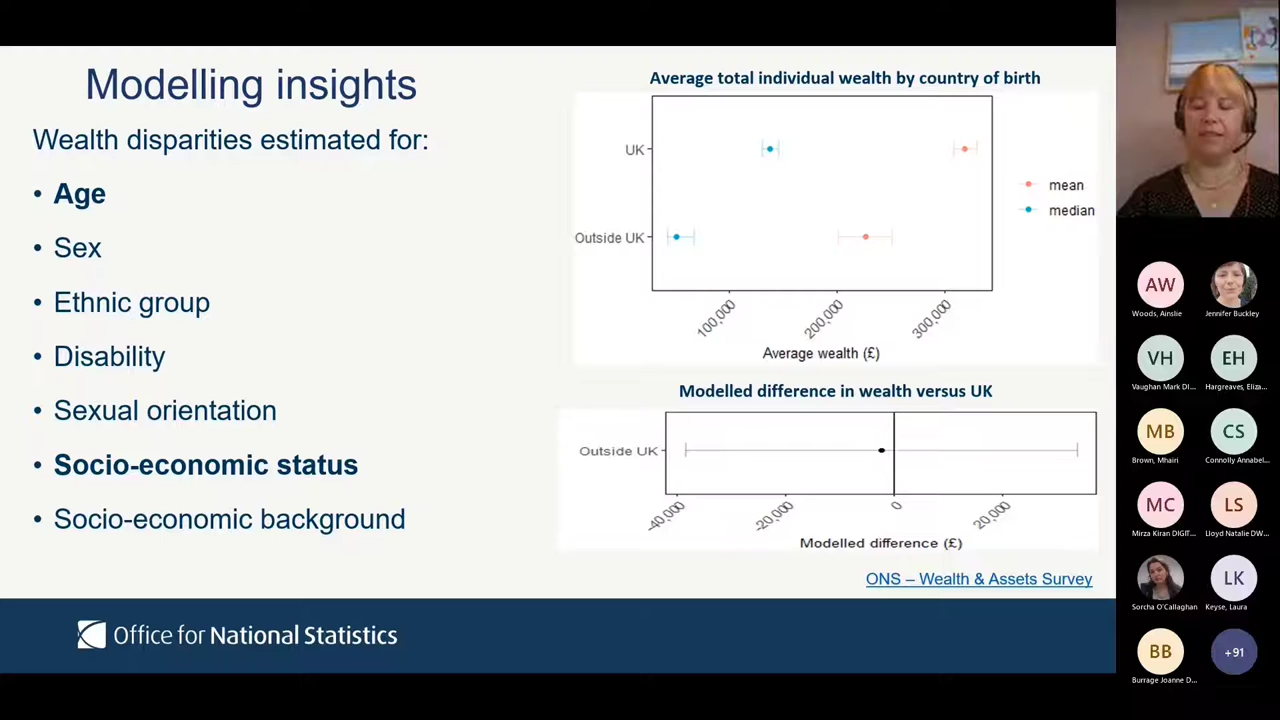 Modelling insights
Wealth disparities estimated for:
• Age
• Sex
• Ethnic group
• Disability
• Sexual orientation
• Socio-economic status
• Socio-economic background
Average total individual wealth by country of birth
UK
Outside UK
100,000
200,000
300,000
Average wealth (£)
mean
median
Modelled difference in wealth versus UK
Outside UK
-40,000
-20,000
0
20,000
Modelled difference (£)
ONS – Wealth & Assets Survey
Office for National Statistics
AW
Woods, Ainslie
Jennifer Buckley
VH
Vaughan Mark DI...
EH
Hargreaves, Eliza...
MB
Brown, Mhairi
CS
Connolly Annabel...
MC
Mirza Kiran DIGIT...
LS
Lloyd Natalie DW...
Sorcha O'Callaghan
LK
Keyse, Laura
BB
Burrage Joanne D...
+91